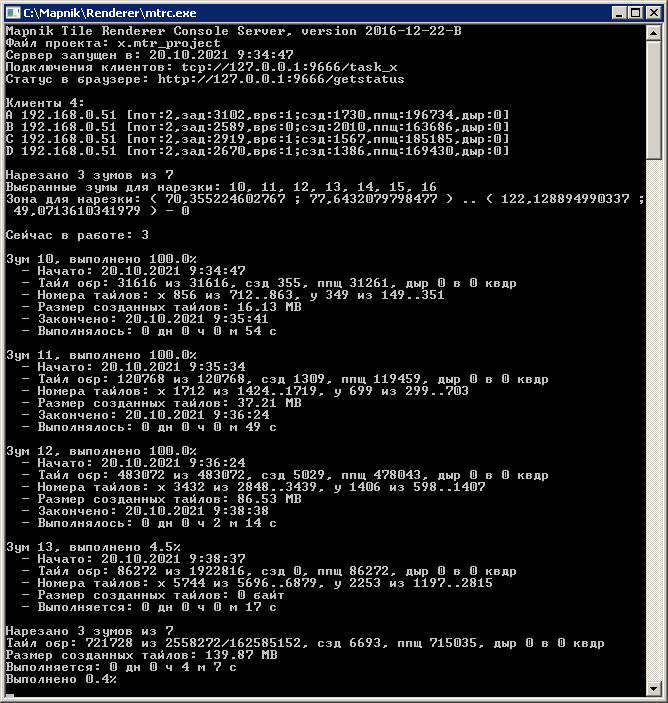 C:\Mapnik\Renderer\mtrc.exe
Mapnik Tile Renderer Console Server, version 2016-12-22-B
Файл проекта: x.mtr_project
Сервер запущен в: 20.10.2021 9:34:47
Подключения клиентов: tcp://127.0.0.1:9666/task_x
Статус в браузере: http://127.0.0.1:9666/getstatus
Клиенты 4:
A 192.168.0.51 [пот:2,зад:3102,врб:1;сзд:1730,ппщ:196734,дыр:0]
B 192.168.0.51 [пот:2,зад:2589,врб:0;сзд:2010,ппщ:163686,дыр:0]
C 192.168.0.51 [пот:2,зад:2919,врб:1;сзд:1567,ппщ:185185,дыр:0]
D 192.168.0.51 [пот:2,зад:2670,врб:1;сзд:1386,ппщ:169430,дыр:0]
Нарезано 3 зумов из 7
Выбранные зумы для нарезки: 10, 11, 12, 13, 14, 15, 16
Зона для нарезки: ( 70,355224602767 ; 77,6432079798477 ) .. ( 122,128894990337 ;
49,0713610341979 ) - 0
Сейчас в работе: 3
Зум 10, выполнено 100.0%
- Начато: 20.10.2021 9:34:47
- Тайл обр: 31616 из 31616, сзд 355, ппщ 31261, дыр 0 в 0 квдр
- Номера тайлов: x 856 из 712..863, y 349 из 149..351
- Размер созданных тайлов: 16.13 MB
- Закончено: 20.10.2021 9:35:41
- Выполнялось: 0 дн 0 ч 0 м 54 с
Зум 11, выполнено 100.0%
- Начато: 20.10.2021 9:35:34
- Тайл обр: 120768 из 120768, сзд 1309, ппщ 119459, дыр 0 в 0 квдр
- Номера тайлов: x 1712 из 1424..1719, y 699 из 299..703
- Размер созданных тайлов: 37.21 MB
- Закончено: 20.10.2021 9:36:24
- Выполнялось: 0 дн 0 ч 0 м 49 с
Зум 12, выполнено 100.0%
- Начато: 20.10.2021 9:36:24
- Тайл обр: 483072 из 483072, сзд 5029, ппщ 478043, дыр 0 в 0 квдр
- Номера тайлов: x 3432 из 2848..3439, y 1406 из 598..1407
- Размер созданных тайлов: 86.53 MB
- Закончено: 20.10.2021 9:38:38
- Выполнялось: 0 дн 0 ч 2 м 14 с
Зум 13, выполнено 4.5%
- Начато: 20.10.2021 9:38:37
- Тайл обр: 86272 из 1922816, сзд 0, ппщ 86272, дыр 0 в 0 квдр
- Номера тайлов: x 5744 из 5696..6879, y 2253 из 1197..2815
- Размер созданных тайлов: 0 байт
- Выполняется: 0 дн 0 ч 0 м 17 с
Нарезано 3 зумов из 7
Тайл обр: 721728 из 2558272/162585152, сзд 6693, ппщ 715035, дыр 0 в 0 квдр
Размер созданных тайлов: 139.87 MB
Выполняется: 0 дн 0 ч 4 м 7 с
Выполнено 0.4%